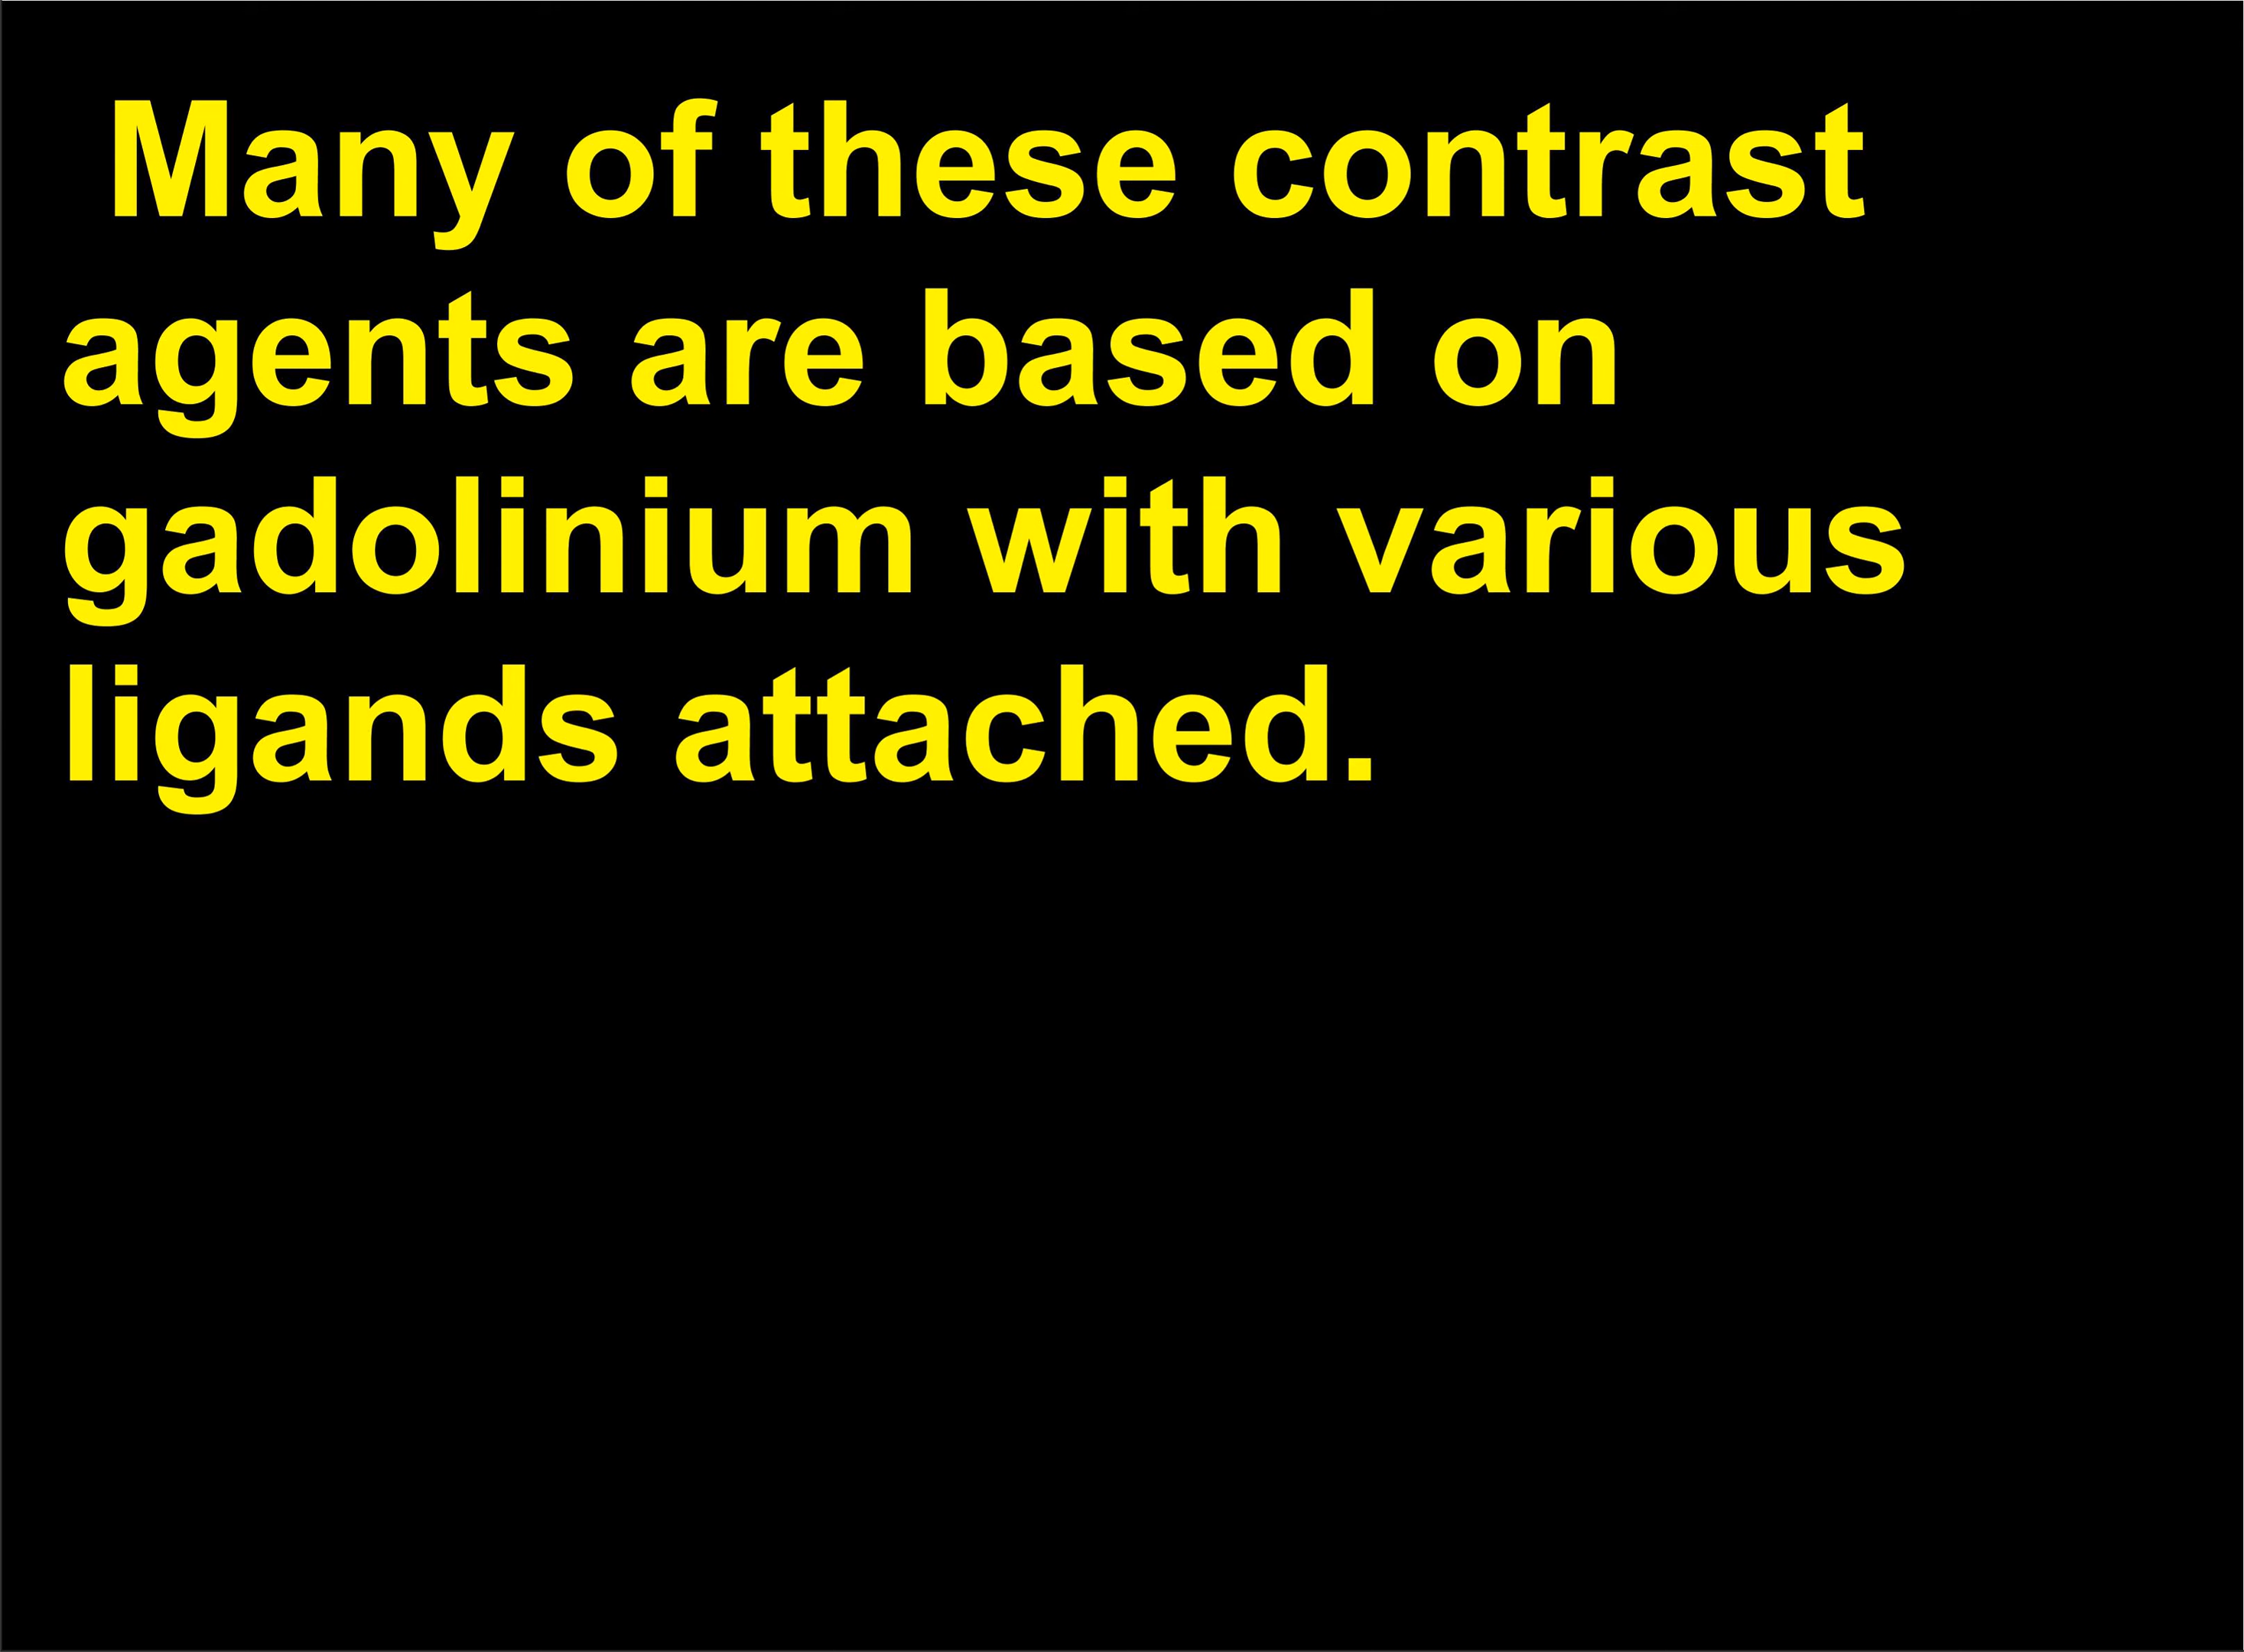 Many of these contrast
agents are based on
gadolinium with various
ligands attached.